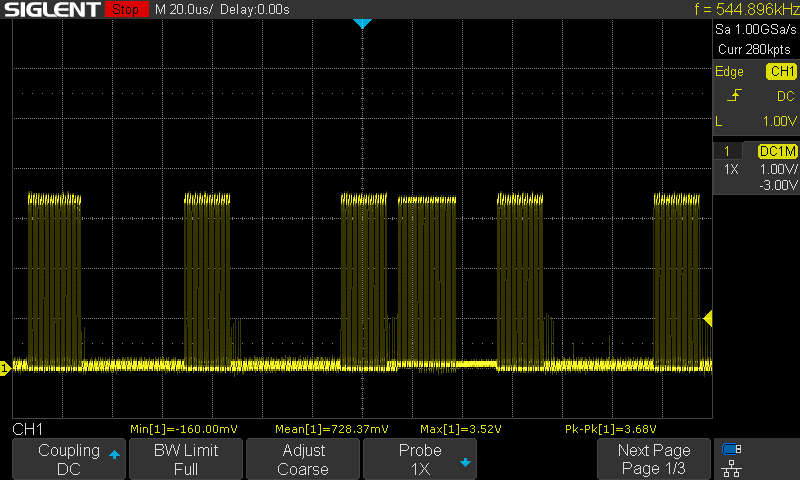 SIGLENT Stop M 20.0us/ Delay:0.00s f = 544.896kHz
Sa 1.00GSa/s
Curr 280kpts
Edge CH1
DC
L 1.00V
1 DC1M
1X 1.00V/
-3.00V
1
CH1 Min[1]=-160.00mV Mean[1]=728.37mV Max[1]=3.52V Pk-Pk[1]=3.68V
Coupling BW Limit Adjust Probe Next Page
DC Full Coarse 1X Page 1/3